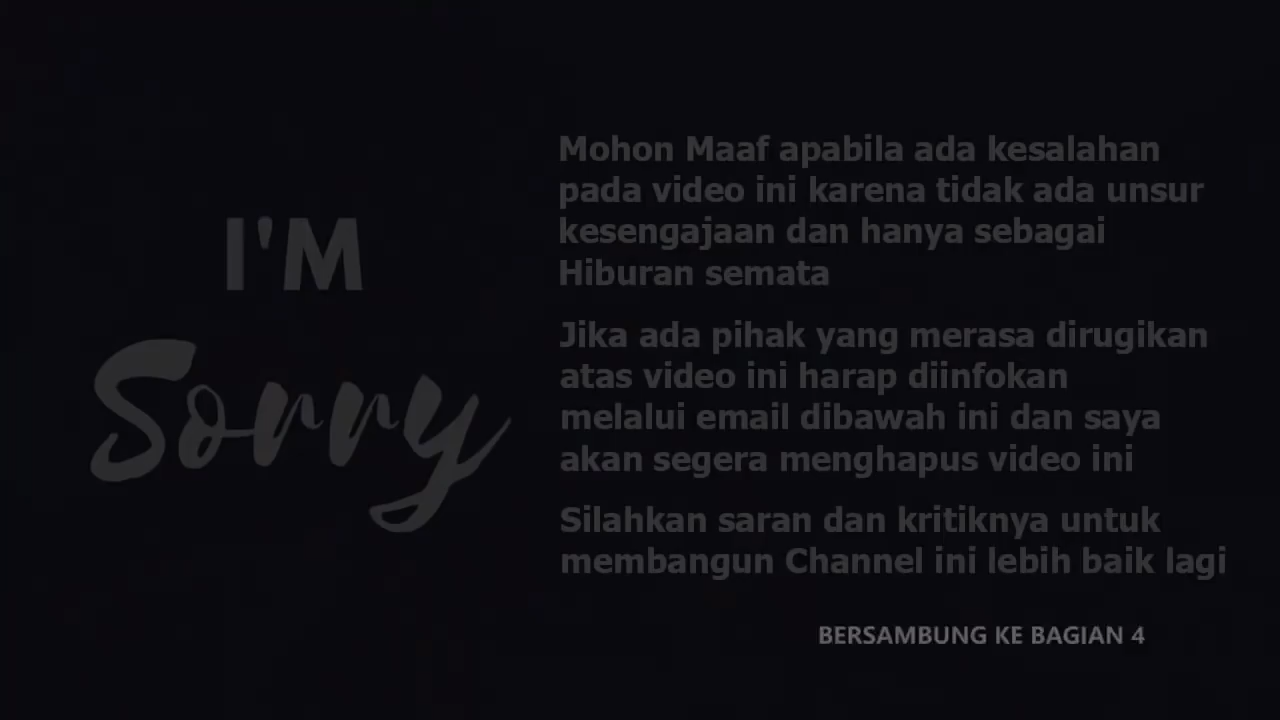 I'M
Sorry
Mohon Maaf apabila ada kesalahan
pada video ini karena tidak ada unsur
kesengajaan dan hanya sebagai
Hiburan semata
Jika ada pihak yang merasa dirugikan
atas video ini harap diinfokan
melalui email dibawah ini dan saya
akan segera menghapus video ini
Silahkan saran dan kritiknya untuk
membangun Channel ini lebih baik lagi
BERSAMBUNG KE BAGIAN 4